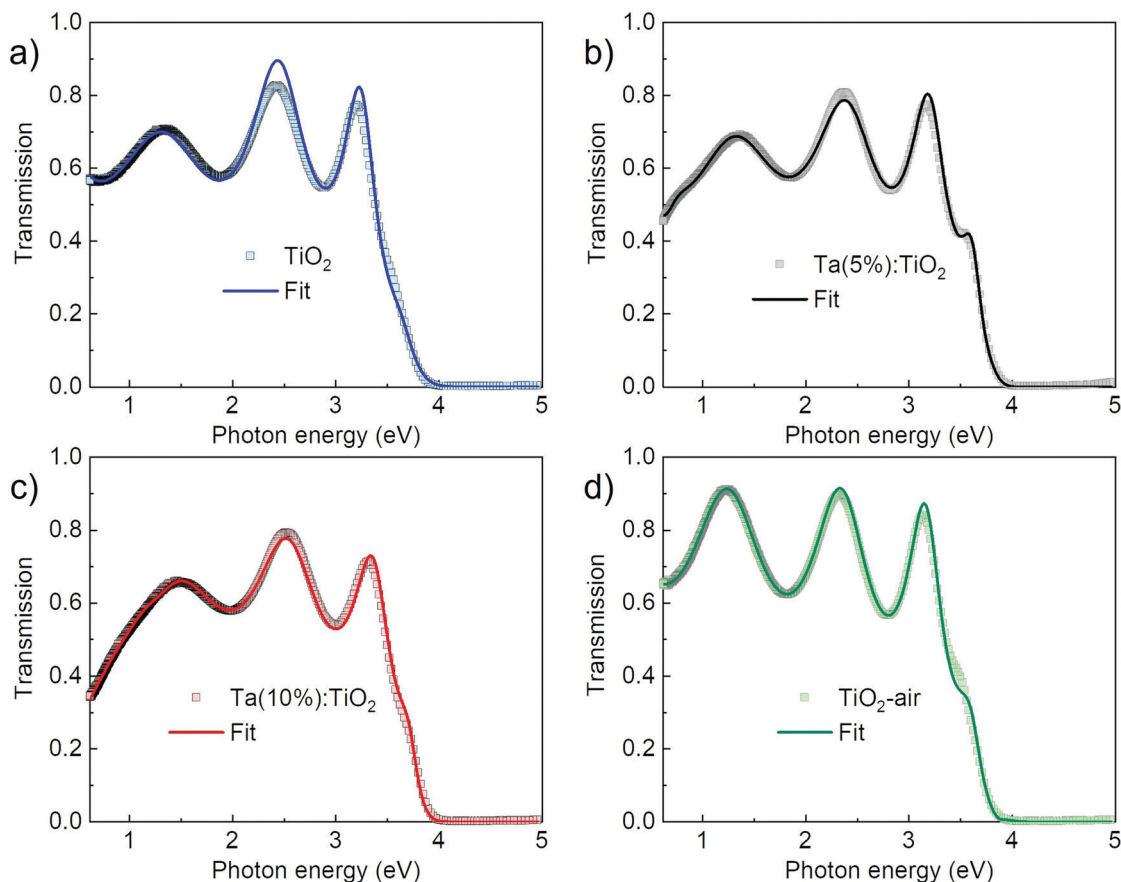 a)
1.0
0.8
0.6
0.4
0.2
0.0
Transmission
TiO₂
Fit
1 2 3 4 5
Photon energy (eV)
b)
1.0
0.8
0.6
0.4
0.2
0.0
Transmission
Ta(5%):TiO₂
Fit
1 2 3 4 5
Photon energy (eV)
c)
1.0
0.8
0.6
0.4
0.2
0.0
Transmission
Ta(10%):TiO₂
Fit
1 2 3 4 5
Photon energy (eV)
d)
1.0
0.8
0.6
0.4
0.2
0.0
Transmission
TiO₂-air
Fit
1 2 3 4 5
Photon energy (eV)